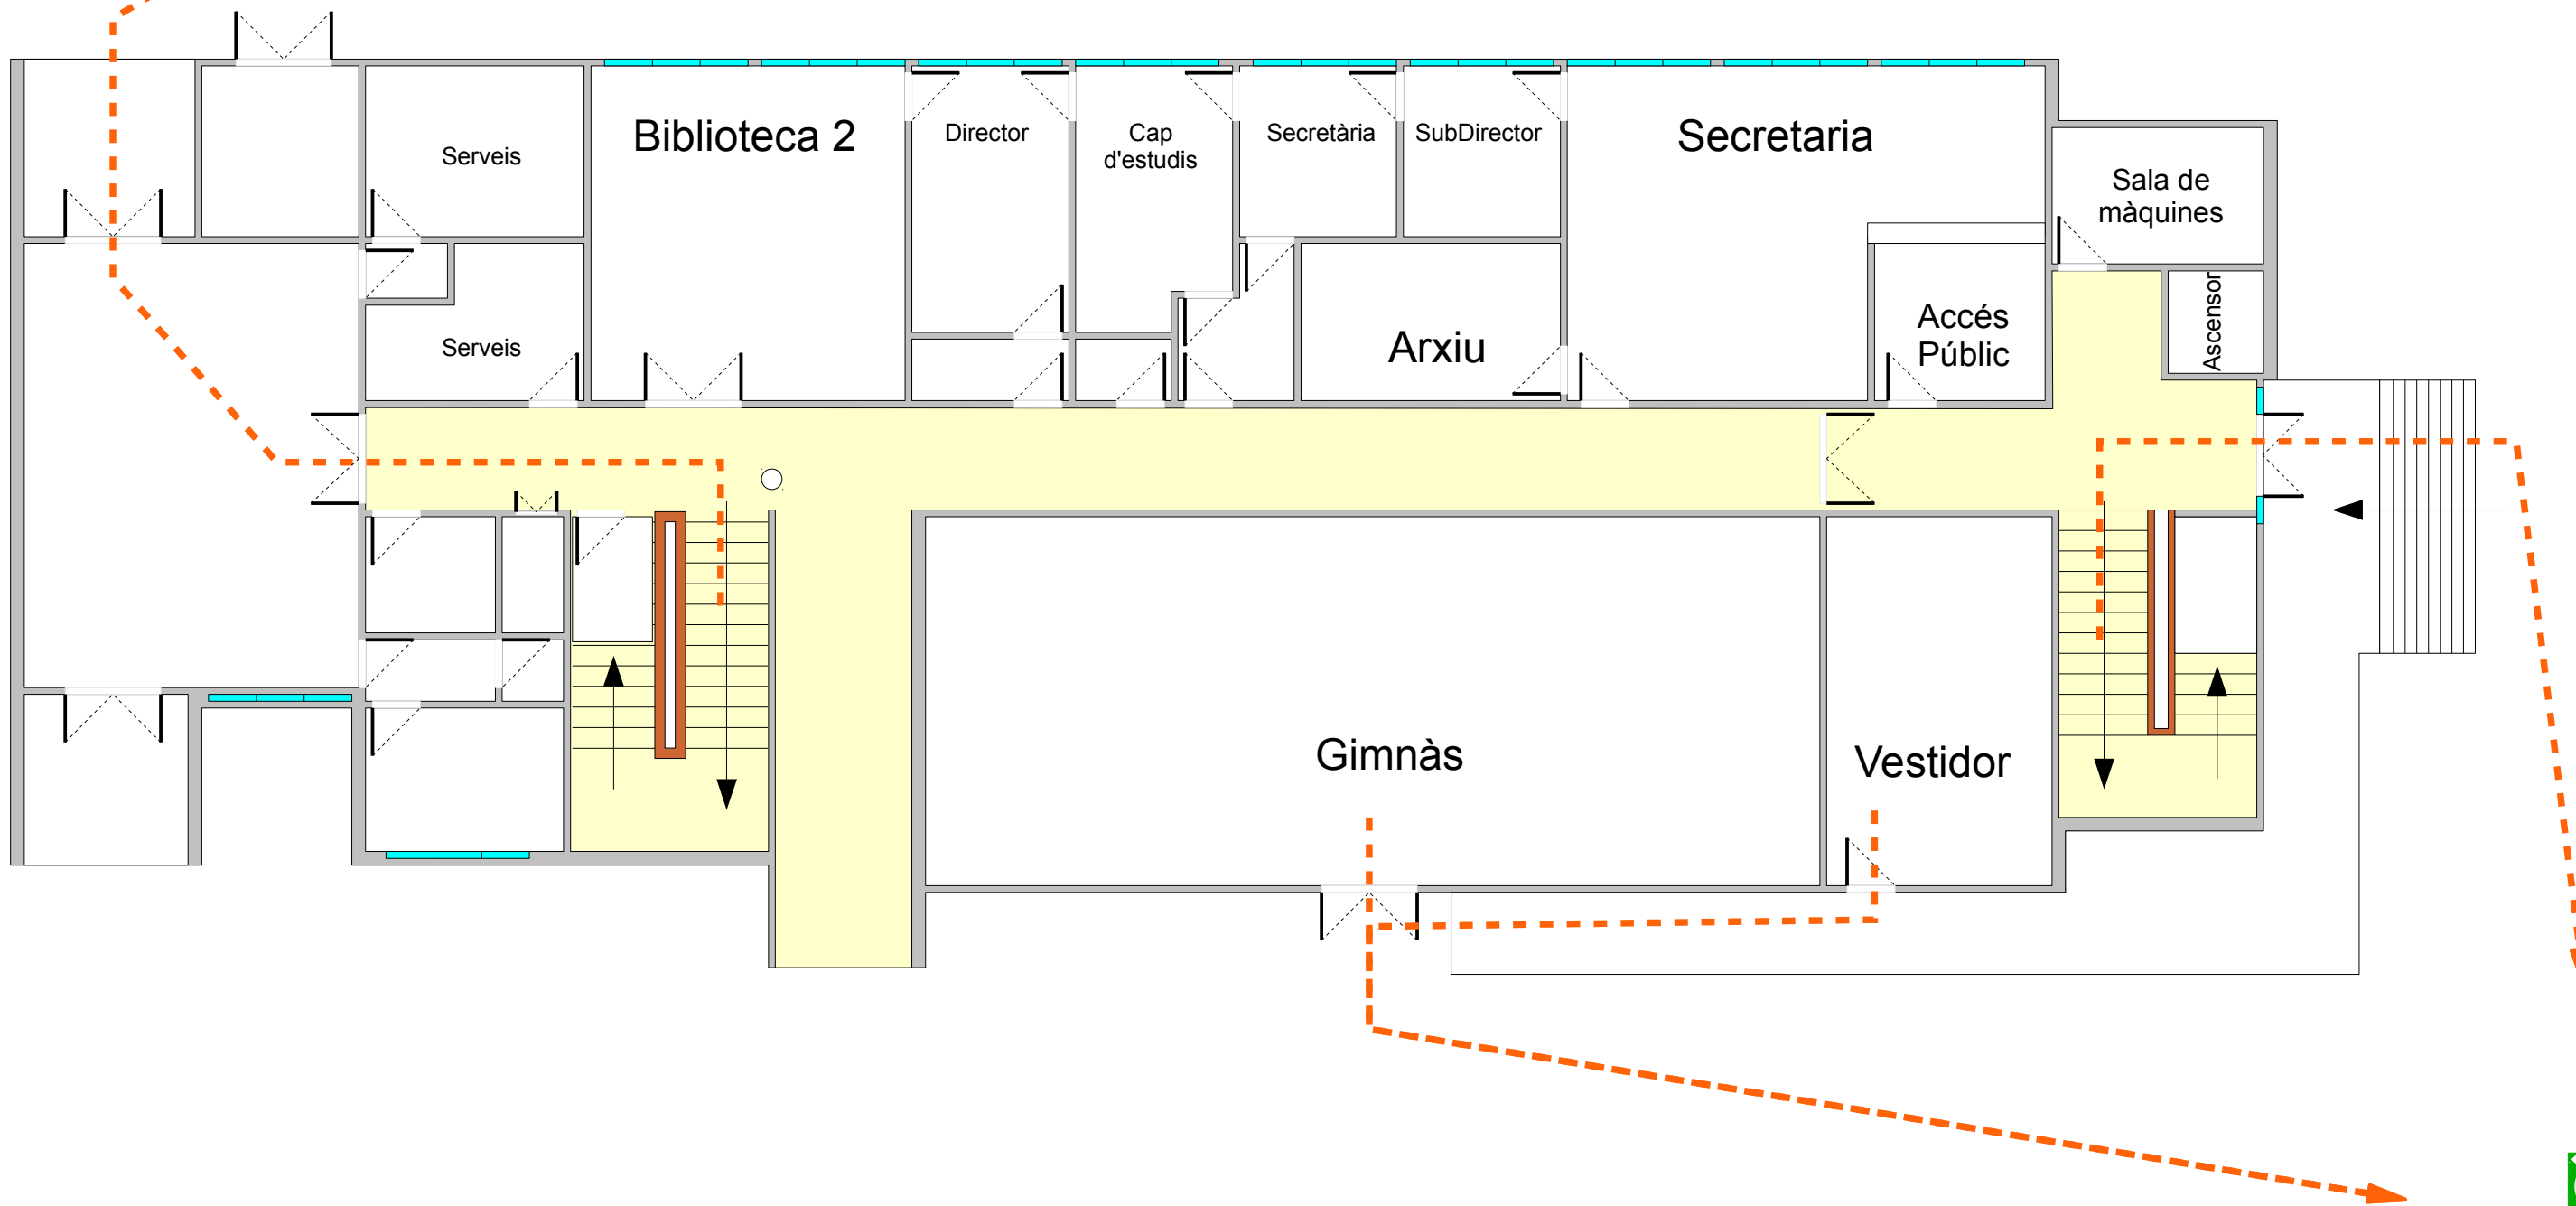 Biblioteca 2
Director
Cap
d'estudis
Secretària
SubDirector
Secretaria
Serveis
Sala de
màquines
Serveis
Arxiu
Accés
Públic
Ascensor
Gimnàs
Vestidor